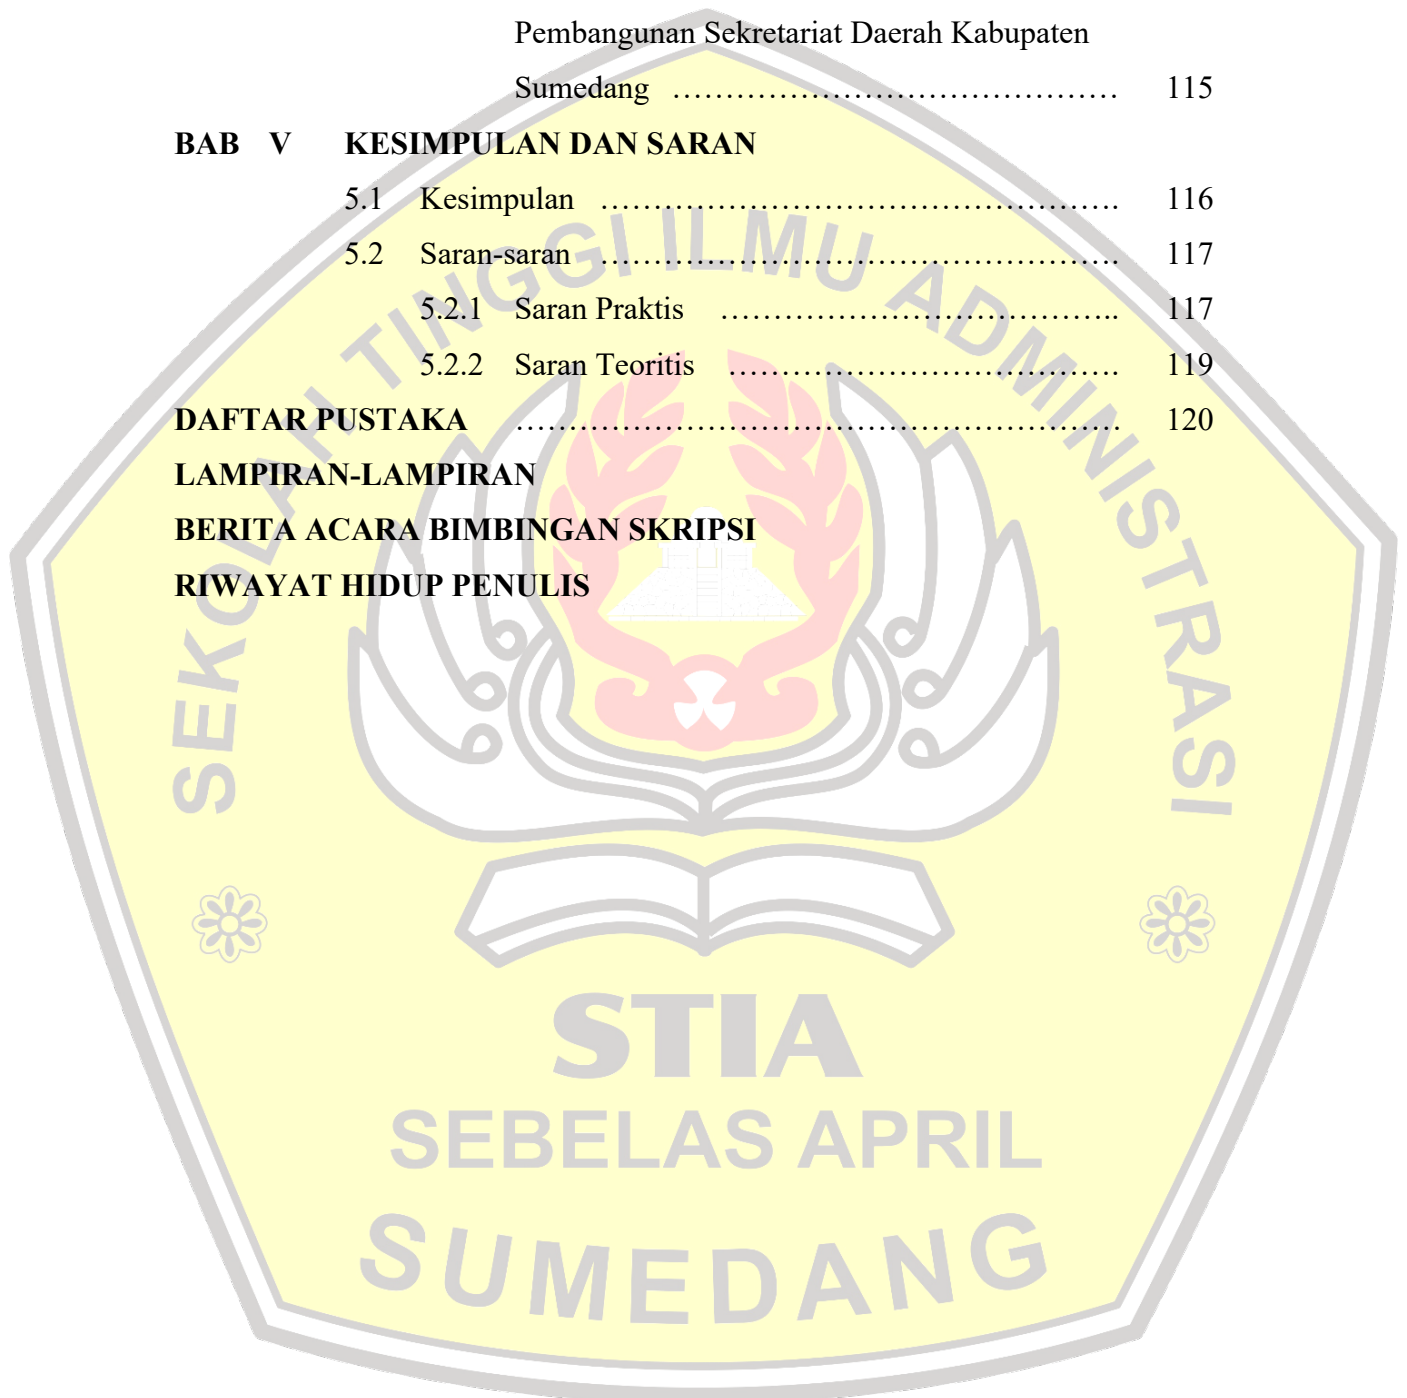 Pembangunan Sekretariat Daerah Kabupaten
Sumedang …………………………………… 115
BAB V KESIMPULAN DAN SARAN
5.1 Kesimpulan …………………………………………. 116
5.2 Saran-saran …………………………………………. 117
5.2.1 Saran Praktis ……………………………….. 117
5.2.2 Saran Teoritis ………………………………. 119
DAFTAR PUSTAKA ………………………………………………… 120
LAMPIRAN-LAMPIRAN
BERITA ACARA BIMBINGAN SKRIPSI
RIWAYAT HIDUP PENULIS
SEKOLAH TINGGI ILMU ADMINISTRASI
STIA
SEBELAS APRIL
SUMEDANG